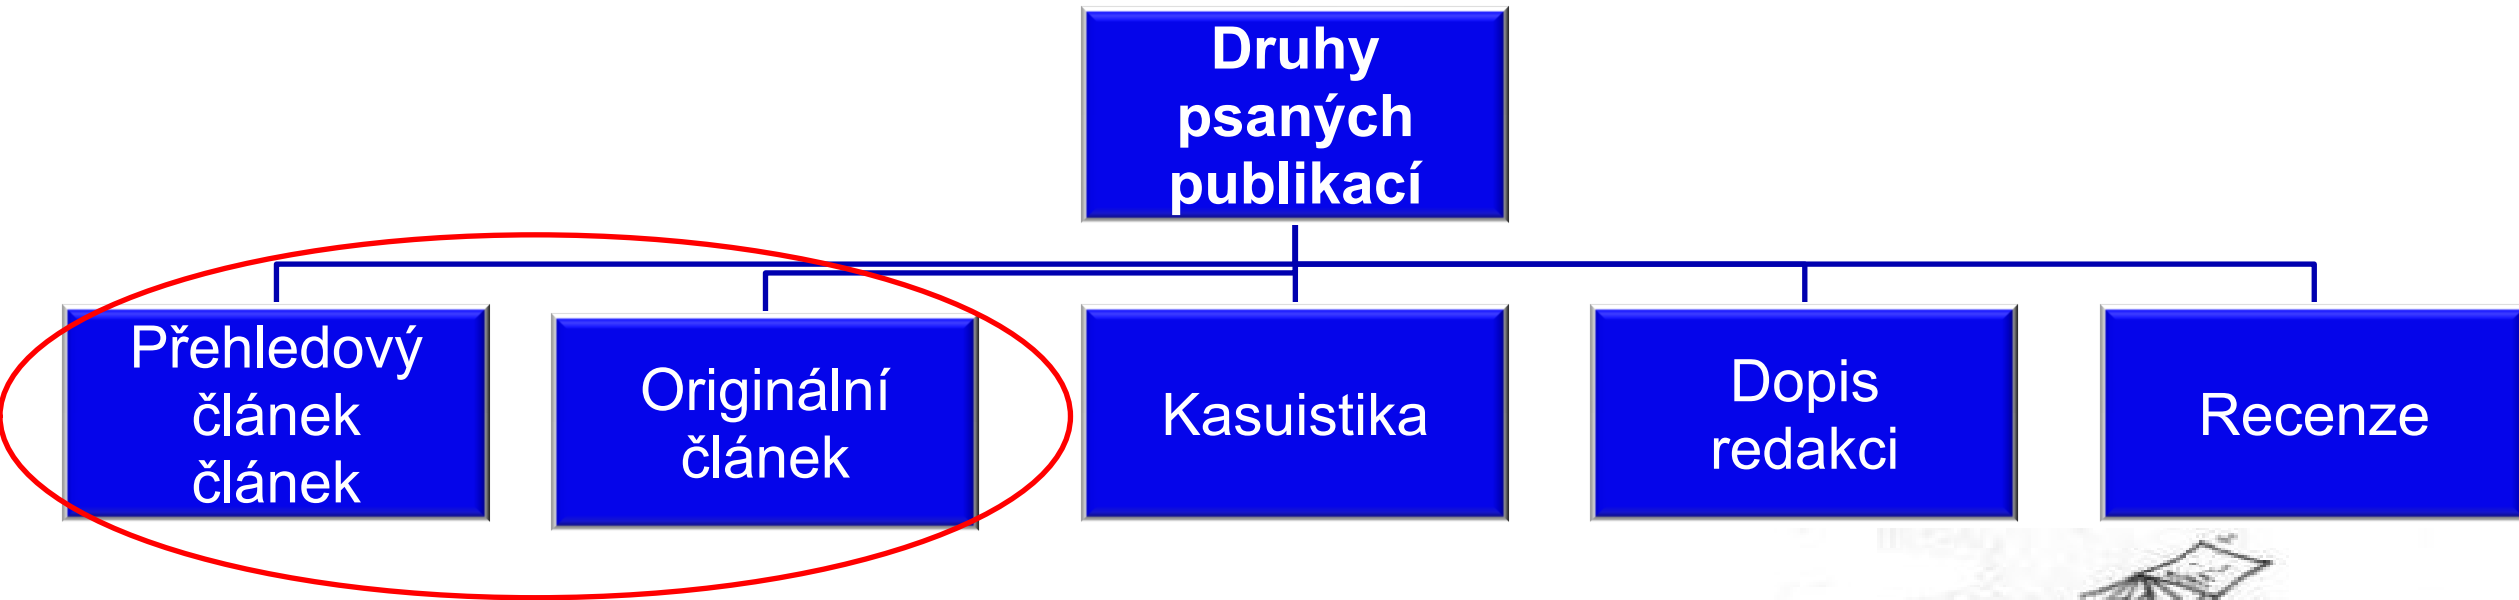 Druhy
psaných
publikací
Přehledový
článek
článek
Originální
článek
Kasuistika
Dopis
redakci
Recenze